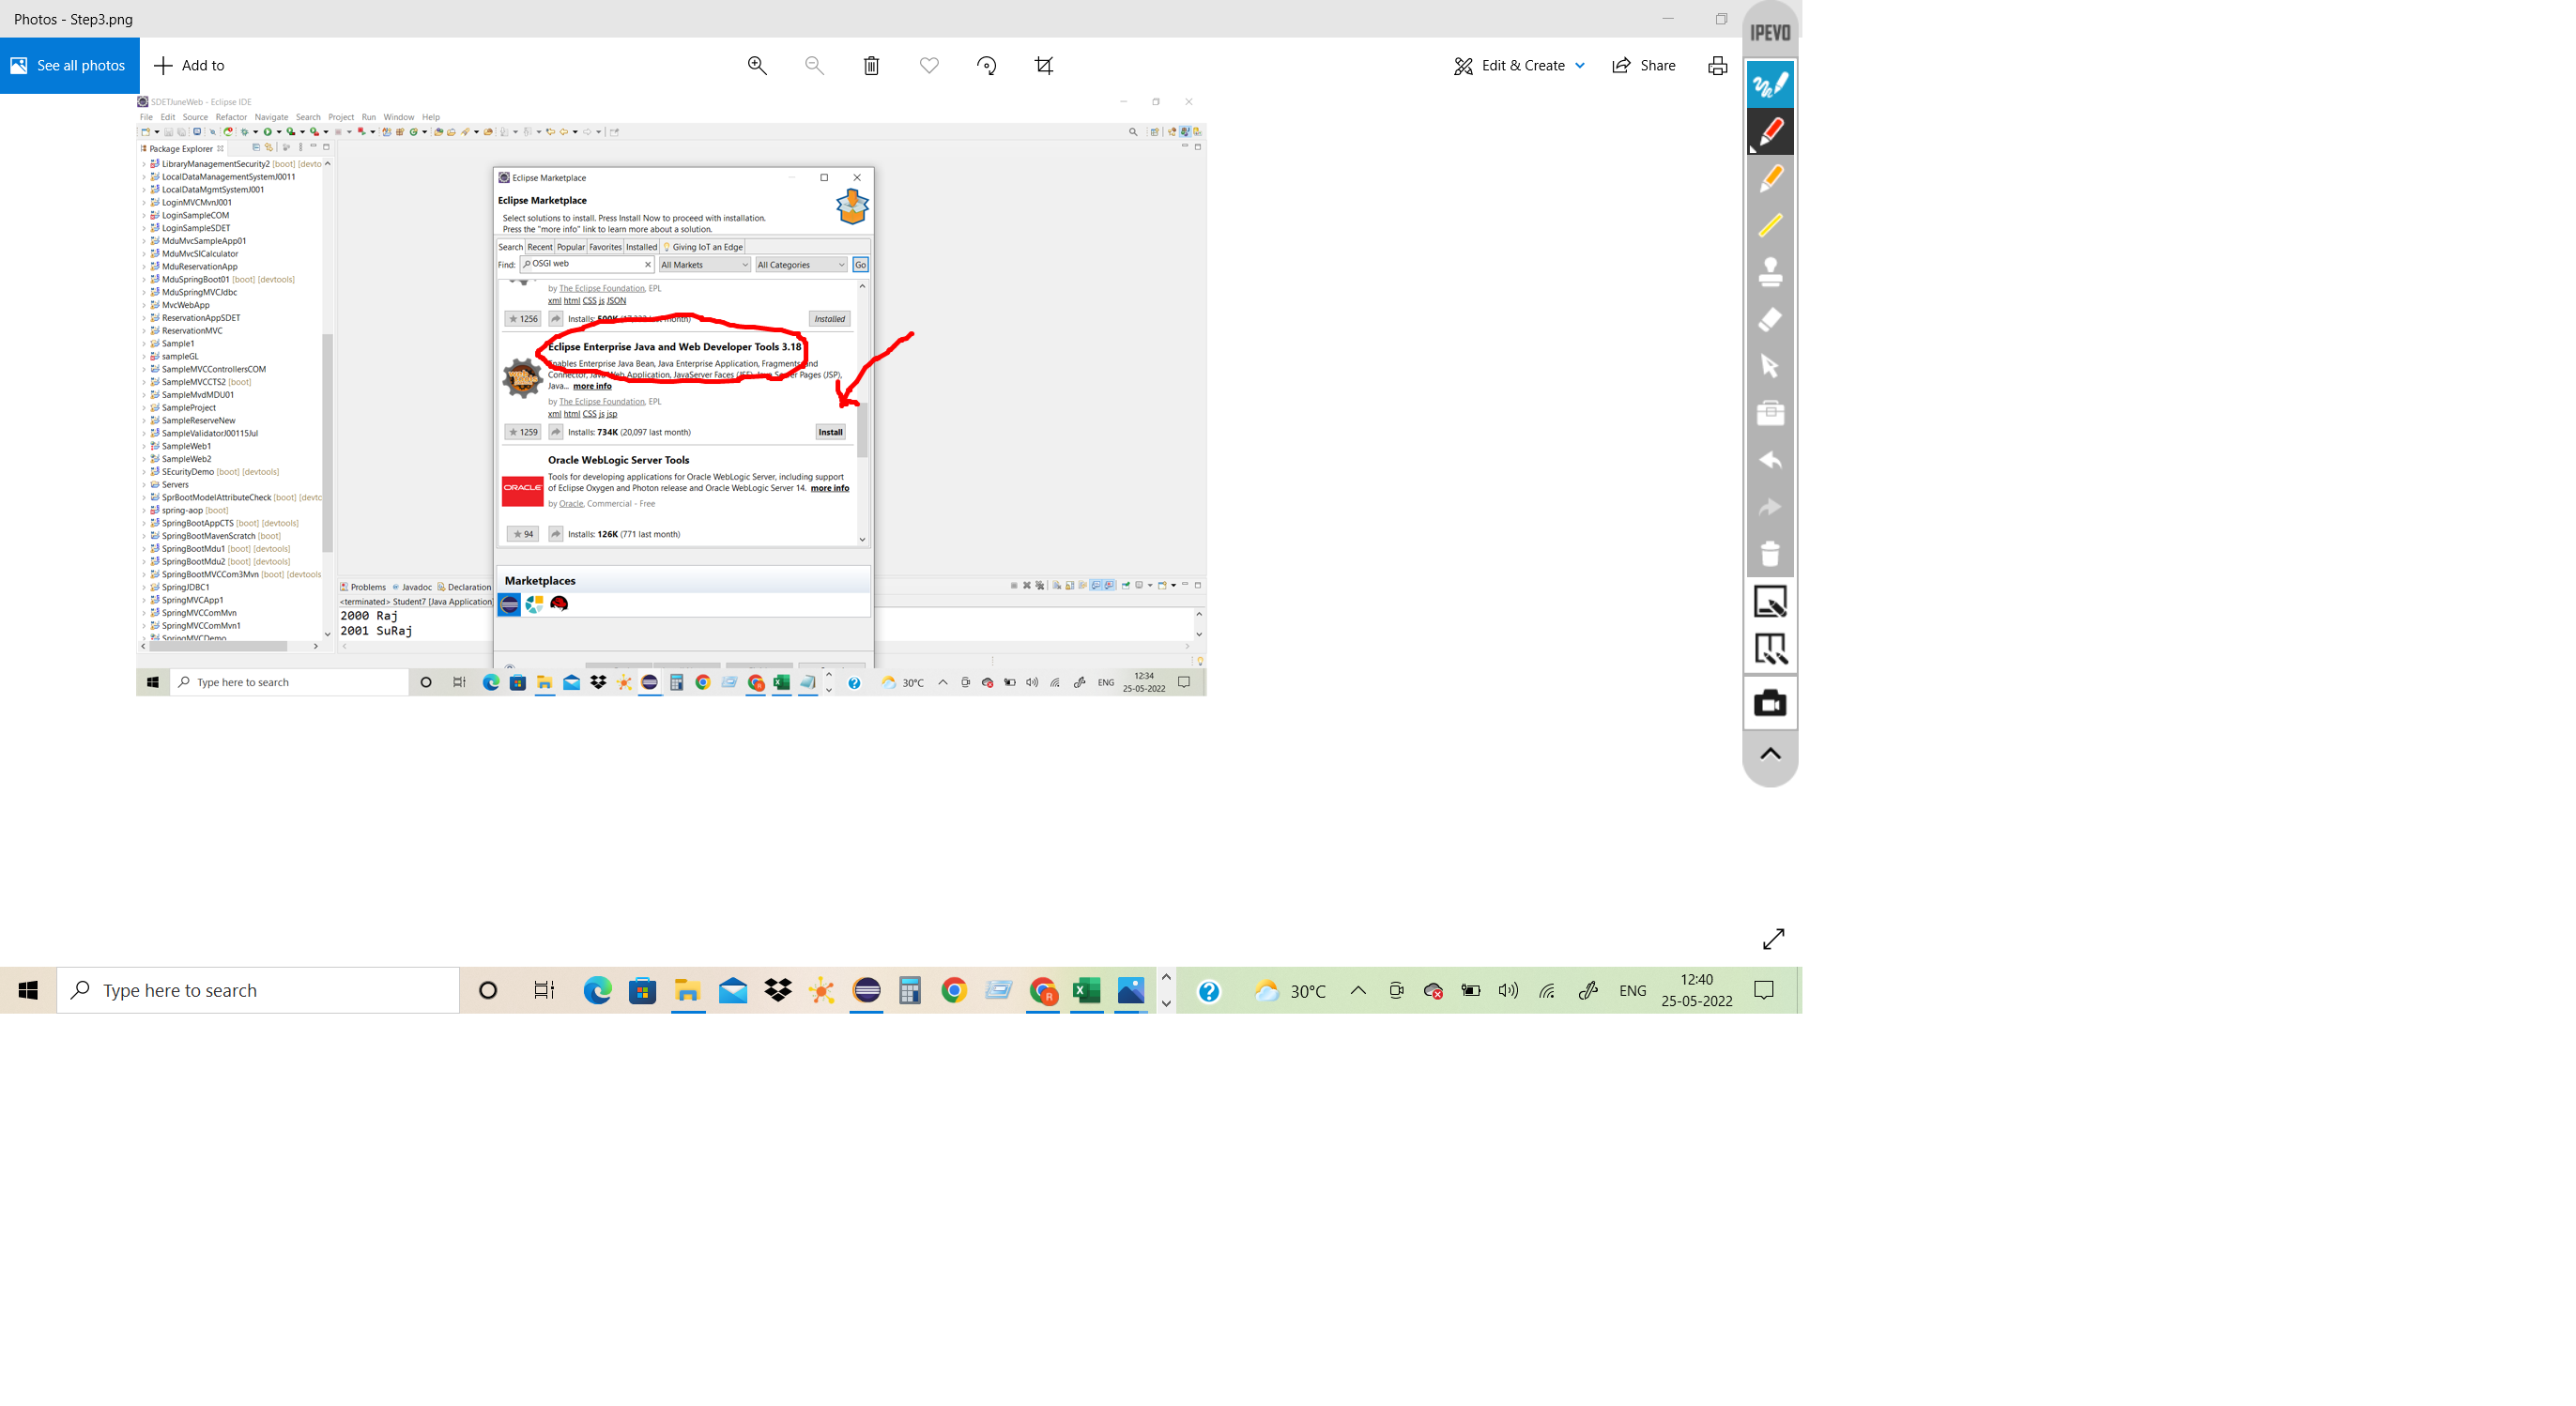 Photos - Step3.png
IPEVO
See all photos
Add to
Edit & Create
Share
SDETJuneWeb - Eclipse IDE
File Edit Source Refactor Navigate Search Project Run Window Help
Package Explorer
LibraryManagementSecurity2 [boot] [devto
LocalDataManagementSystemJ0011
LocalDataMgmtSystemJ001
LoginMVCMvnJ001
LoginSampleCOM
LoginSampleSDET
MduMvcSampleApp01
MduMvcSICalculator
MduReservationApp
MduSpringBoot01 [boot] [devtools]
MduSpringMVCJdbc
MvcWebApp
ReservationAppSDET
ReservationMVC
Sample1
sampleGL
SampleMVCControllersCOM
SampleMVCCTS2 [boot]
SampleMvdMDU01
SampleProject
SampleReserveNew
SampleValidatorJ00115Jul
SampleWeb1
SampleWeb2
SEcurityDemo [boot] [devtools]
Servers
SprBootModelAttributeCheck [boot] [devtc
spring-aop [boot]
SpringBootAppCTS [boot] [devtools]
SpringBootMavenScratch [boot]
SpringBootMdu1 [boot] [devtools]
SpringBootMdu2 [boot] [devtools]
SpringBootMVCCom3Mvn [boot] [devtools
SpringJDBC1
SpringMVCApp1
SpringMVCComMvn
SpringMVCComMvn1
SpringMVCDemo
Eclipse Marketplace
Eclipse Marketplace
Select solutions to install. Press Install Now to proceed with installation.
Press the "more info" link to learn more about a solution.
Search Recent Popular Favorites Installed Giving IoT an Edge
Find: OSGI web All Markets All Categories Go
by The Eclipse Foundation, EPL
xml html CSS js JSON
1256 Installs: 500K last month) Installed
Eclipse Enterprise Java and Web Developer Tools 3.18
Enables Enterprise Java Bean, Java Enterprise Application, Fragments and
Connector, Java Web Application, JavaServer Faces (JSF), Java Server Pages (JSP),
Java... more info
by The Eclipse Foundation, EPL
xml html CSS js jsp
1259 Installs: 734K (20,097 last month) Install
Oracle WebLogic Server Tools
ORACLE
Tools for developing applications for Oracle WebLogic Server, including support
of Eclipse Oxygen and Photon release and Oracle WebLogic Server 14. more info
by Oracle, Commercial - Free
94 Installs: 126K (771 last month)
Marketplaces
Problems Javadoc Declaration
<terminated> Student7 [Java Application]
2000 Raj
2001 SuRaj
Type here to search
30°C
ENG
12:34
25-05-2022
Type here to search
30°C
ENG
12:40
25-05-2022